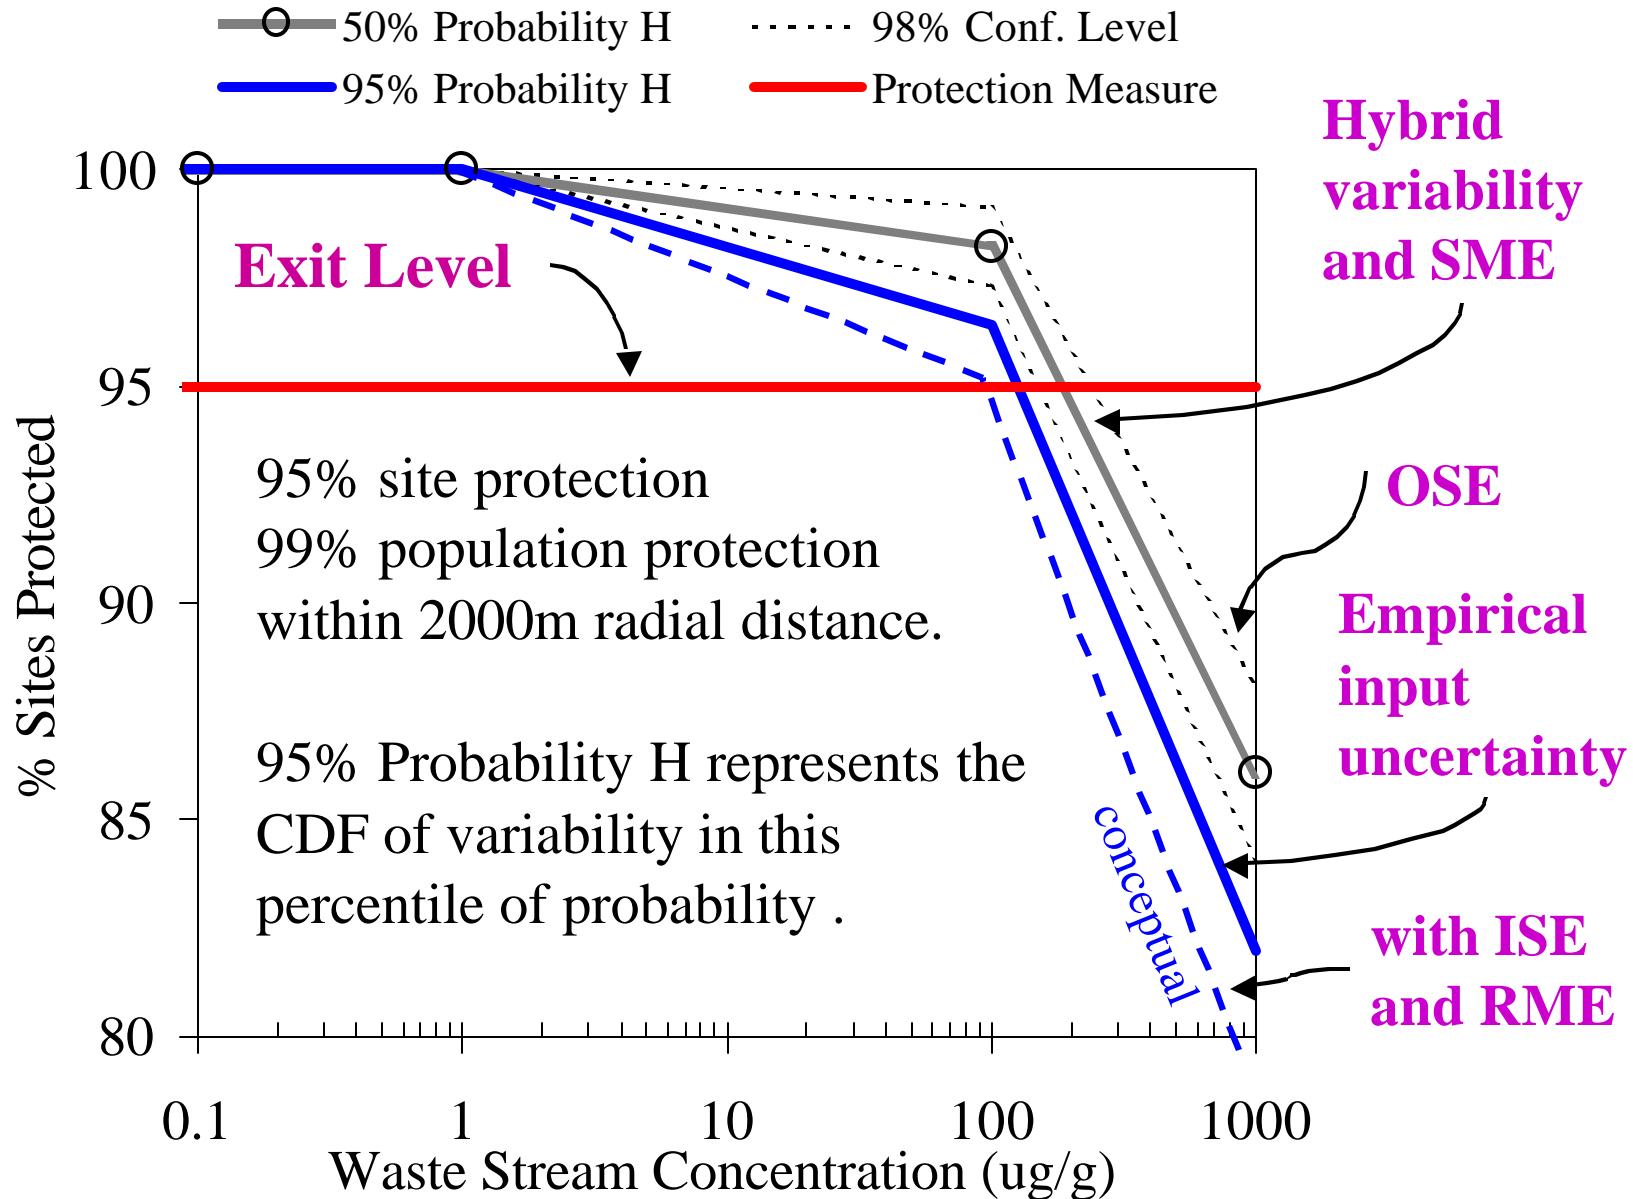 50% Probability H
98% Conf. Level
95% Probability H
Protection Measure
Hybrid
variability
and SME
100
Exit Level
95
% Sites Protected
95% site protection
99% population protection
within 2000m radial distance.
OSE
90
Empirical
input
uncertainty
95% Probability H represents the
CDF of variability in this
percentile of probability .
85
conceptual
with ISE
and RME
80
0.1 1 10 100 1000
Waste Stream Concentration (ug/g)